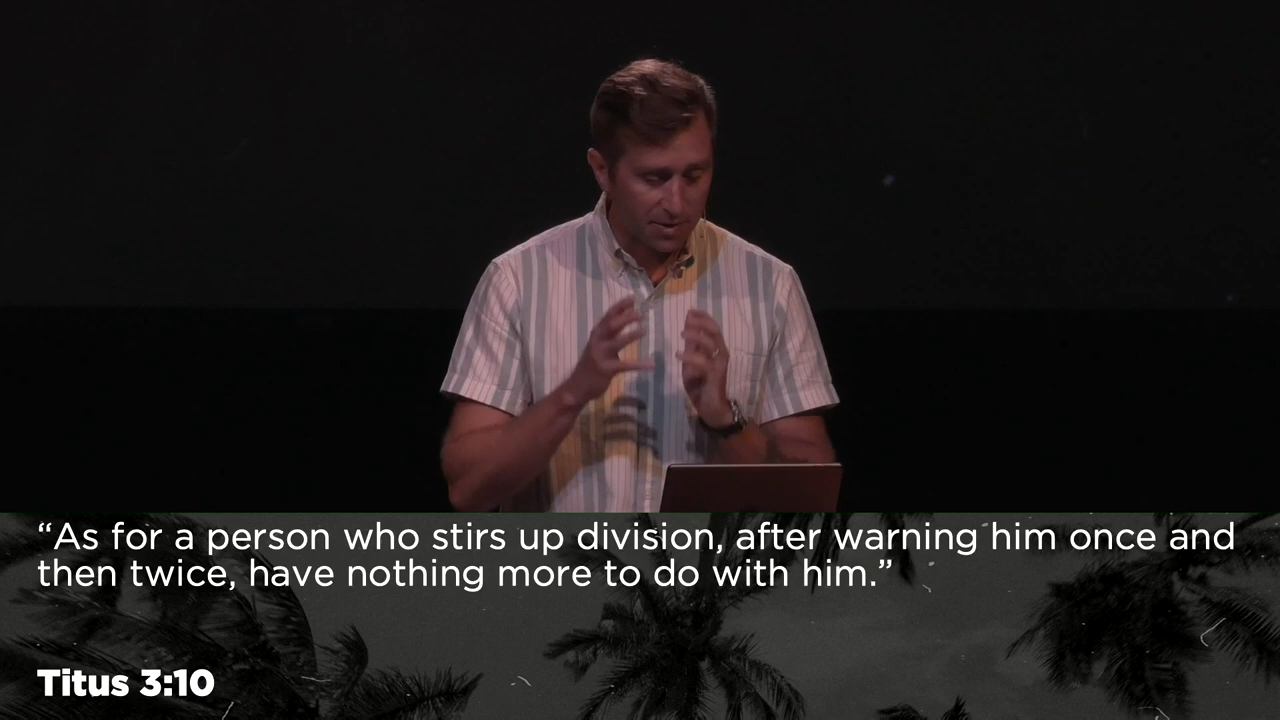 “As for a person who stirs up division, after warning him once and
then twice, have nothing more to do with him.”
Titus 3:10